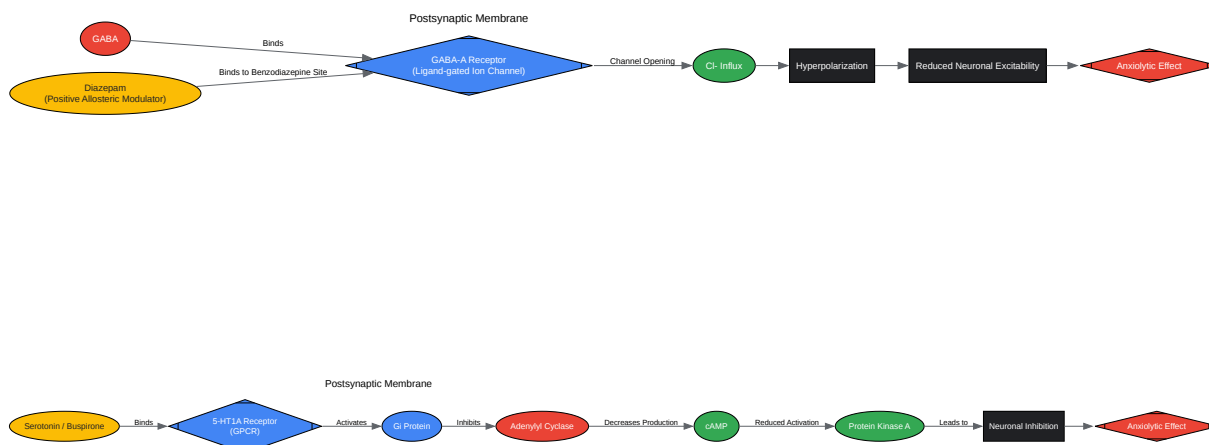 Postsynaptic Membrane
GABA
Binds
Diazepam
(Positive Allosteric Modulator)
Binds to Benzodiazepine Site
GABA-A Receptor
(Ligand-gated Ion Channel)
Channel Opening
Cl- Influx
Hyperpolarization
Reduced Neuronal Excitability
Anxiolytic Effect
Postsynaptic Membrane
Serotonin / Buspirone
Binds
5-HT1A Receptor
(GPCR)
Activates
Gi Protein
Inhibits
Adenylyl Cyclase
Decreases Production
cAMP
Reduced Activation
Protein Kinase A
Leads to
Neuronal Inhibition
Anxiolytic Effect